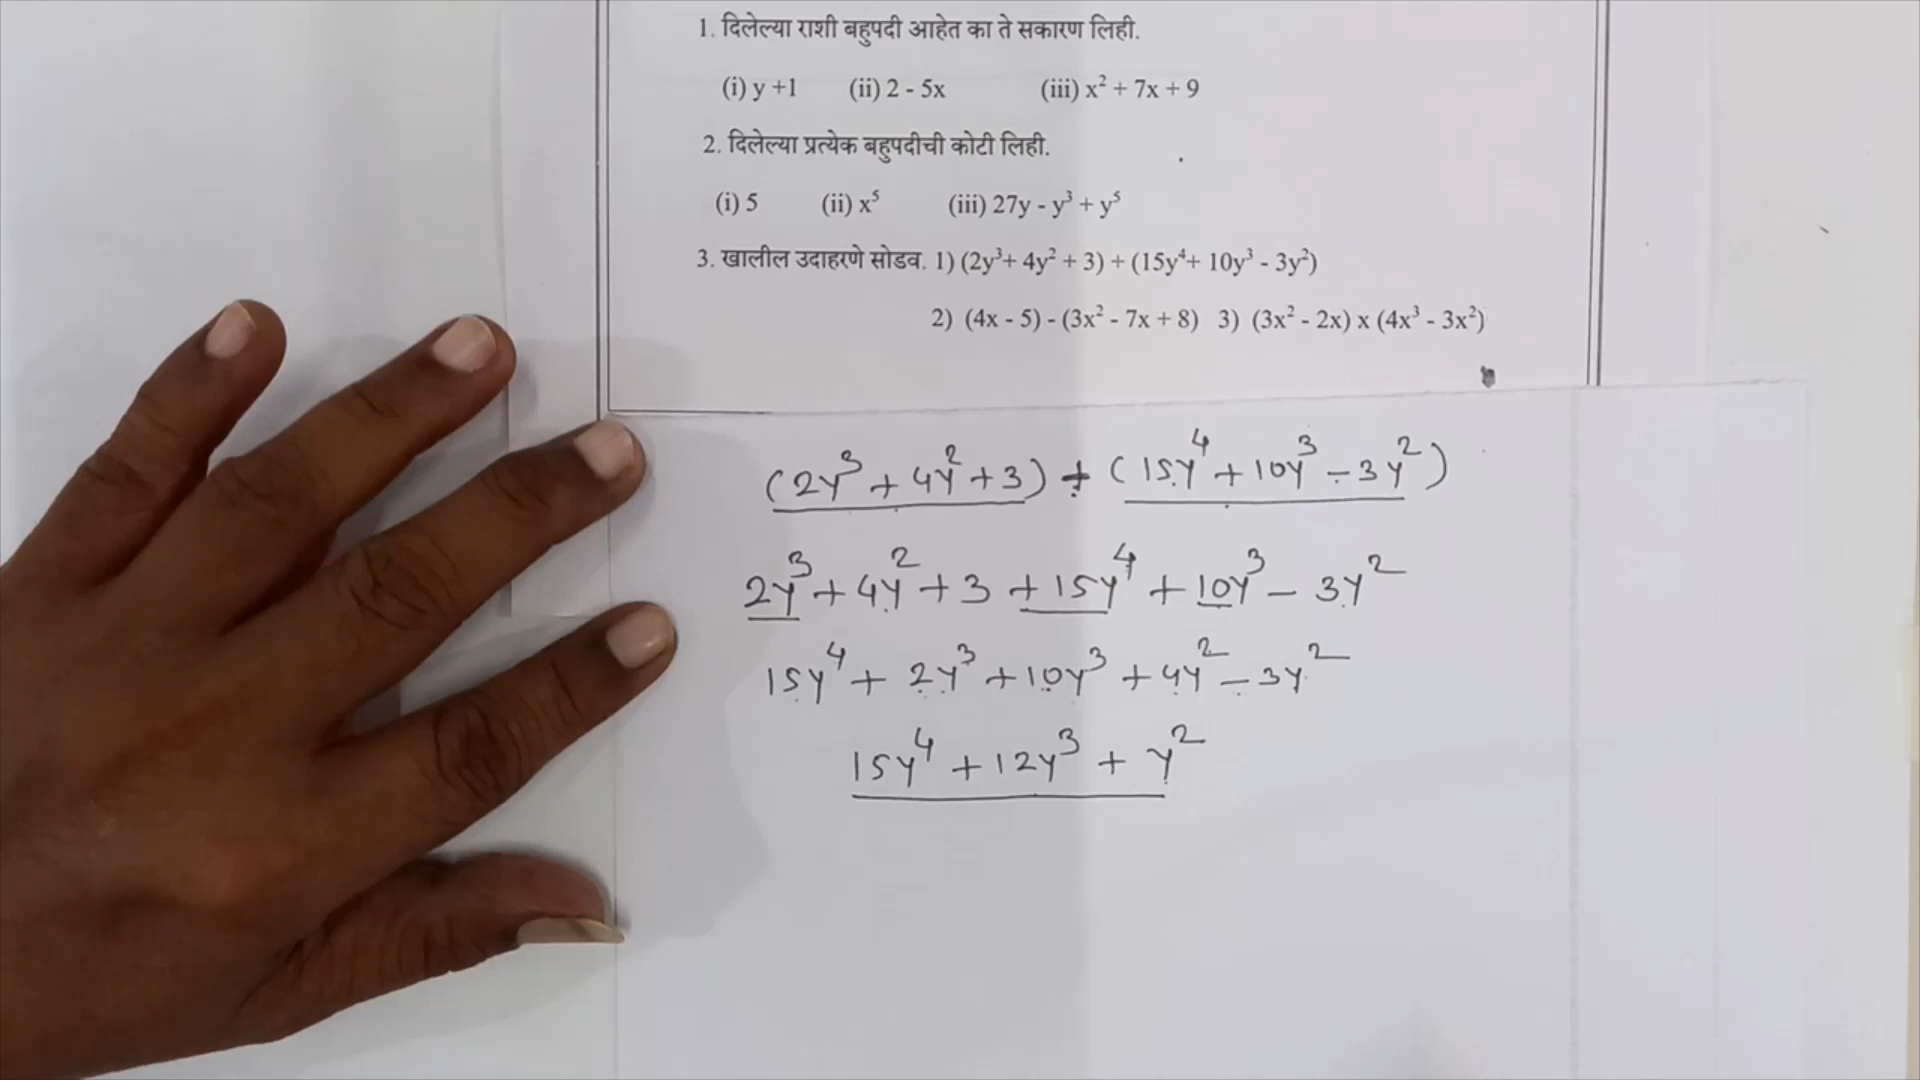 1. दिलेल्या राशी बहुपदी आहेत का ते सकारण लिही.
(i) y +1 (ii) 2 - 5x (iii) x² + 7x + 9
2. दिलेल्या प्रत्येक बहुपदीची कोटी लिही.
(i) 5 (ii) x⁵ (iii) 27y - y³ + y⁵
3. खालील उदाहरणे सोडव. 1) (2y³+ 4y² + 3) + (15y⁴+ 10y³ - 3y²)
2) (4x - 5) - (3x² - 7x + 8) 3) (3x² - 2x) x (4x³ - 3x²)
(2y³ + 4y² + 3) + (15y⁴ + 10y³ - 3y²)
2y³ + 4y² + 3 + 15y⁴ + 10y³ - 3y²
15y⁴ + 2y³ + 10y³ + 4y² - 3y²
15y⁴ + 12y³ + y²